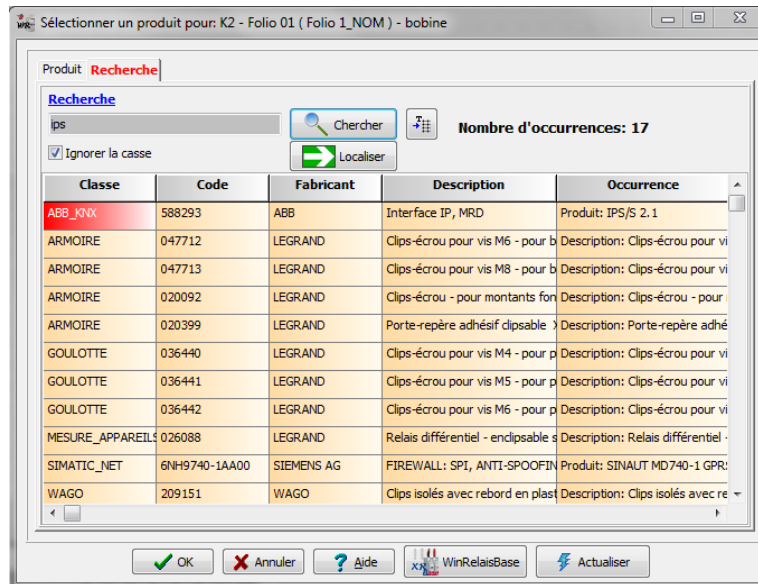 Sélectionner un produit pour: K2 - Folio 01 ( Folio 1_NOM ) - bobine
Produit Recherche
Recherche
ips Chercher Nombre d'occurrences: 17
Ignorer la casse Localiser
Classe Code Fabricant Description Occurrence
ABB_KNX 588293 ABB Interface IP, MRD Produit: IPS/S 2.1
ARMOIRE 047712 LEGRAND Clips-écrou pour vis M6 - pour b Description: Clips-écrou pour vi
ARMOIRE 047713 LEGRAND Clips-écrou pour vis M8 - pour b Description: Clips-écrou pour vi
ARMOIRE 020092 LEGRAND Clips-écrou - pour montants fon Description: Clips-écrou - pour
ARMOIRE 020399 LEGRAND Porte-repère adhésif clipsable Description: Porte-repère adhé
GOULOTTE 036440 LEGRAND Clips-écrou pour vis M4 - pour p Description: Clips-écrou pour vi
GOULOTTE 036441 LEGRAND Clips-écrou pour vis M5 - pour p Description: Clips-écrou pour vi
GOULOTTE 036442 LEGRAND Clips-écrou pour vis M6 - pour p Description: Clips-écrou pour vi
MESURE_APPAREILS 026088 LEGRAND Relais différentiel - enclipsable s Description: Relais différentiel -
SIMATIC_NET 6NH9740-1AA00 SIEMENS AG FIREWALL: SPI, ANTI-SPOOFIN Produit: SINAUT MD740-1 GPR
WAGO 209151 WAGO Clips isolés avec rebord en plast Description: Clips isolés avec re
OK Annuler Aide WinRelaisBase Actualiser